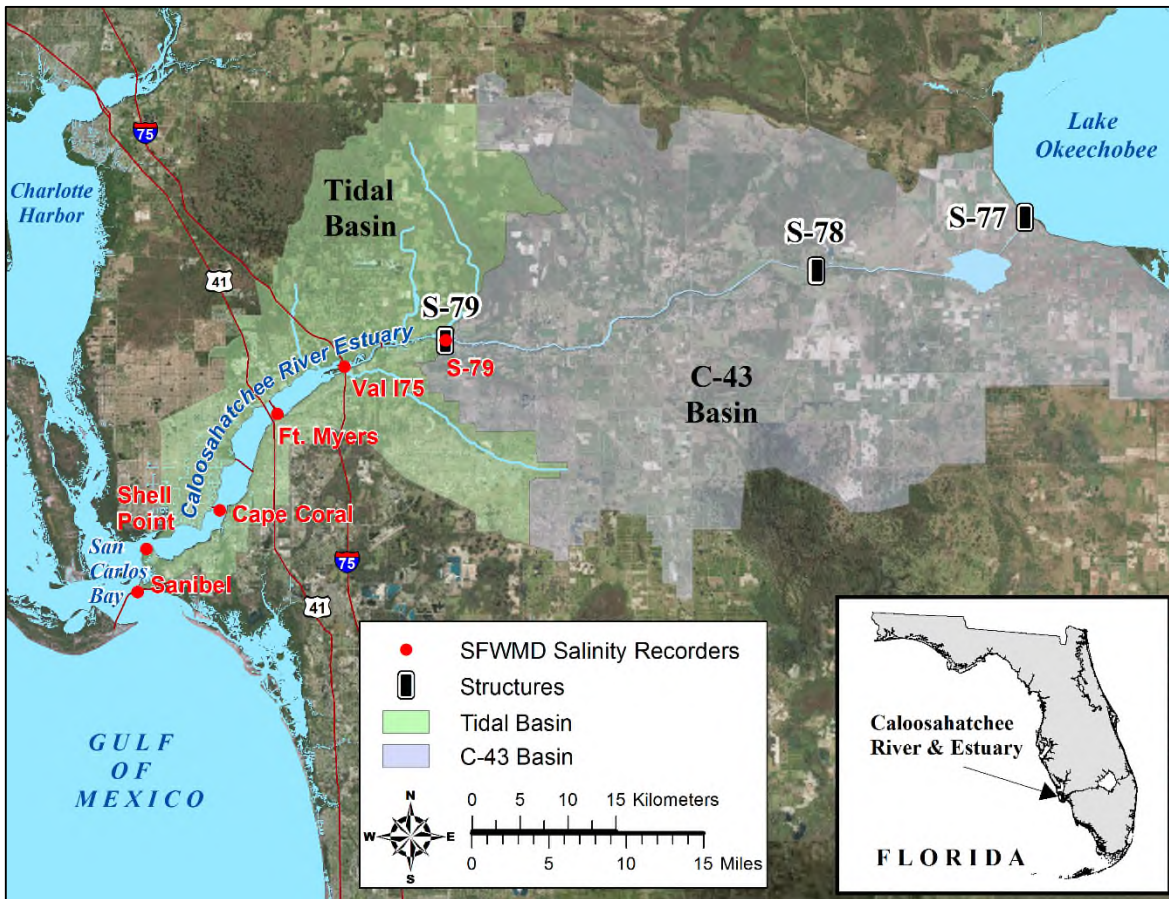 Lake
Okeechobee
75
Charlotte
Harbor
Tidal
Basin
S-77
S-78
41
S-79
S-79
Caloosahatchee River Estuary
Val I75
C-43
Basin
Ft. Myers
Shell
Point
Cape Coral
San
Carlos
Bay
Sanibel
75
41
GULF
OF
MEXICO
SFWMD Salinity Recorders
Structures
Tidal Basin
C-43 Basin
N
W E
S
0 5 10 15 Kilometers
0 5 10 15 Miles
Caloosahatchee
River & Estuary
FLORIDA